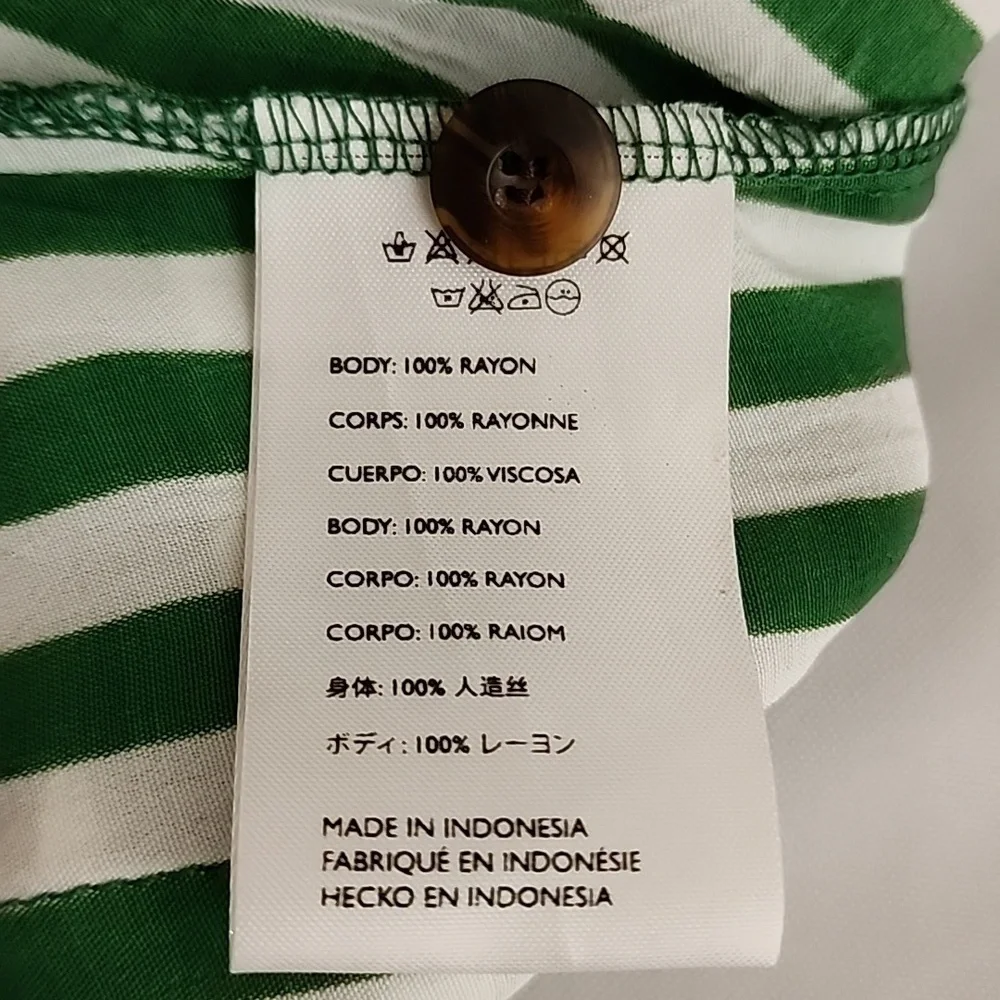 BODY: 100% RAYON
CORPS: 100% RAYONNE
CUERPO: 100% VISCOSA
BODY: 100% RAYON
CORPO: 100% RAYON
CORPO: 100% RAIOM
身体: 100% 人造丝
ボディ: 100% レーヨン
MADE IN INDONESIA
FABRIQUÉ EN INDONÉSIE
HECKO EN INDONESIA